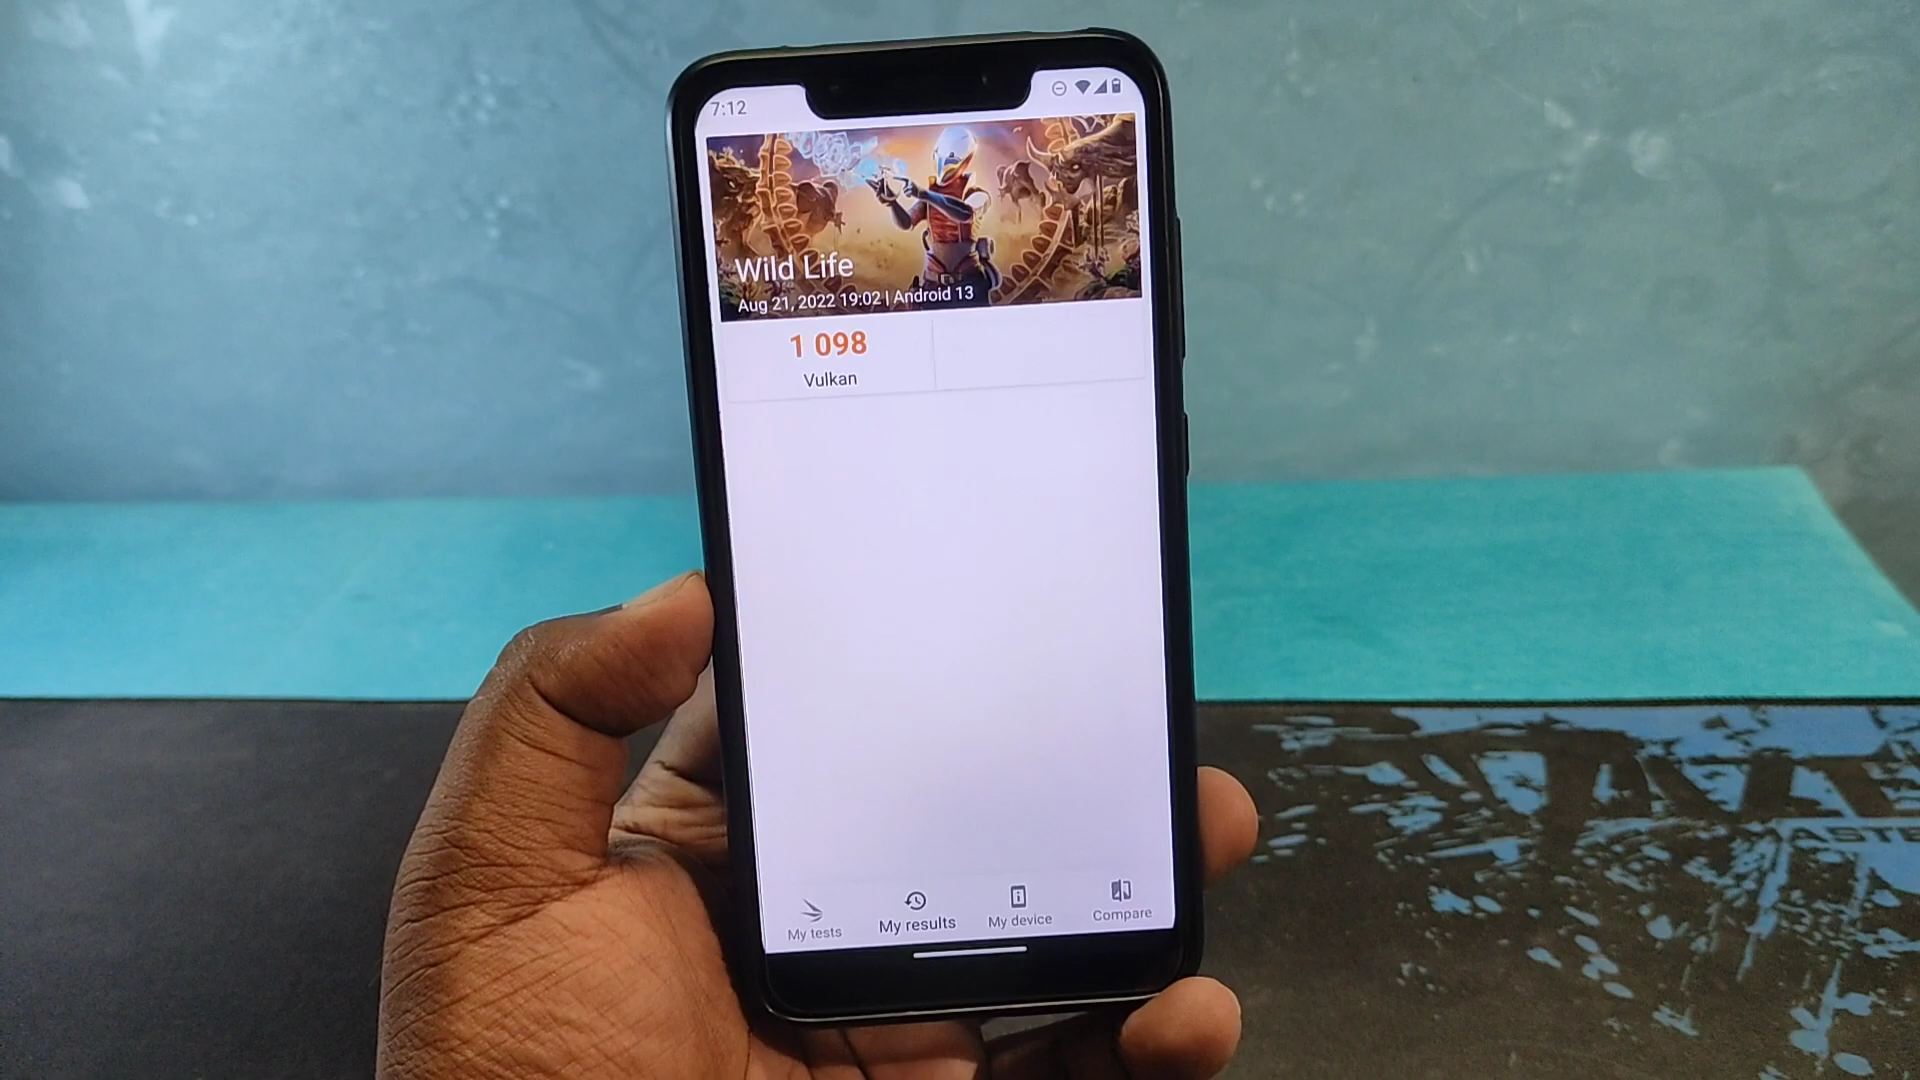 7:12
Wild Life
Aug 21, 2022 19:02 | Android 13
1 098
Vulkan
My tests
My results
My device
Compare